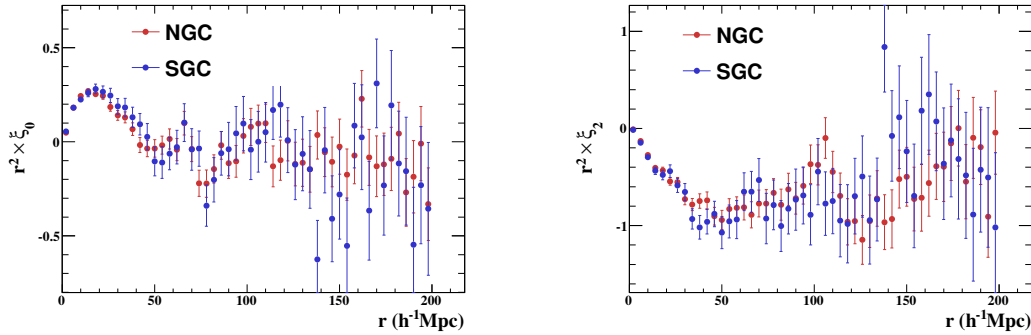 r² × ξ₀
0.5
0
-0.5
NGC
SGC
0 50 100 150 200
r (h⁻¹Mpc)
r² × ξ₂
1
0
-1
NGC
SGC
0 50 100 150 200
r (h⁻¹Mpc)